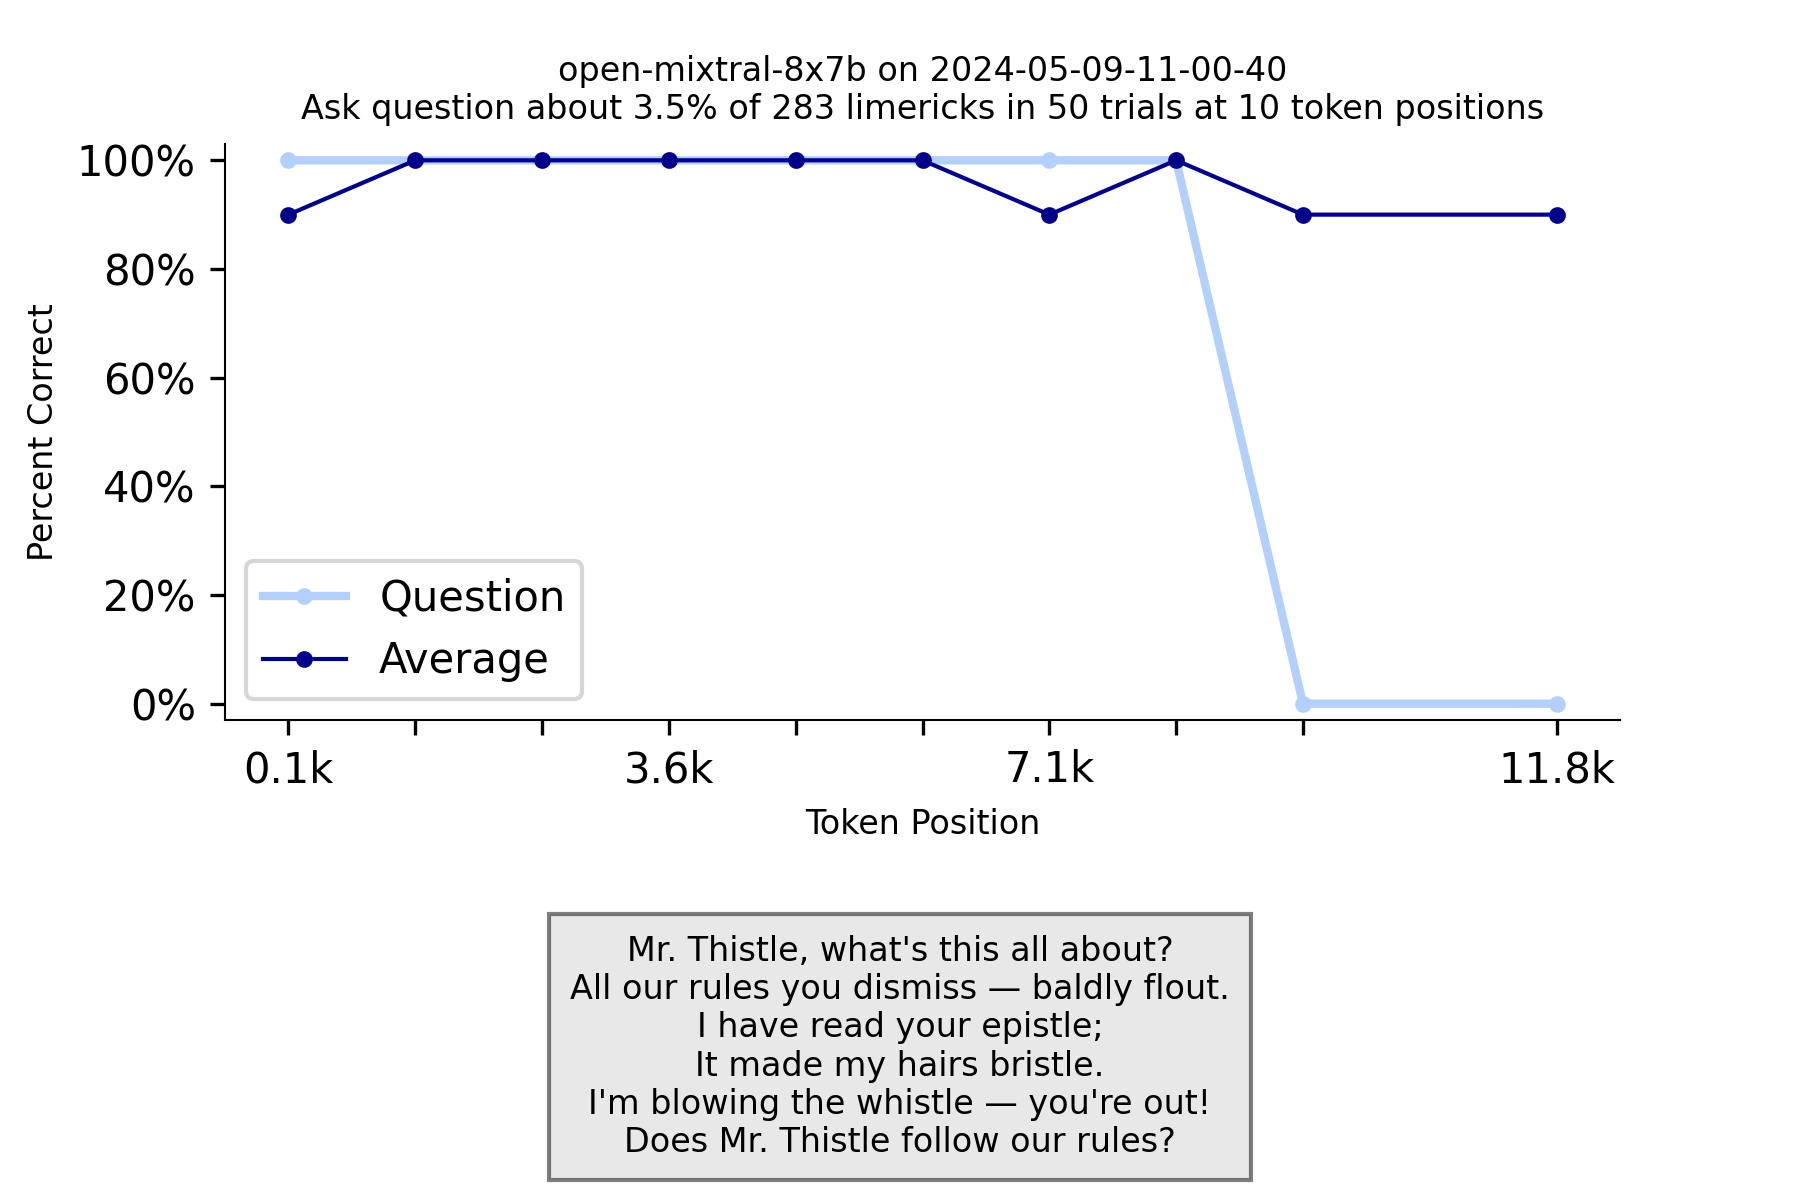 open-mixtral-8x7b on 2024-05-09-11-00-40
Ask question about 3.5% of 283 limericks in 50 trials at 10 token positions
100%
80%
60%
40%
20%
0%
Percent Correct
Question
Average
0.1k 3.6k 7.1k 11.8k
Token Position
Mr. Thistle, what's this all about?
All our rules you dismiss — baldly flout.
I have read your epistle;
It made my hairs bristle.
I'm blowing the whistle — you're out!
Does Mr. Thistle follow our rules?